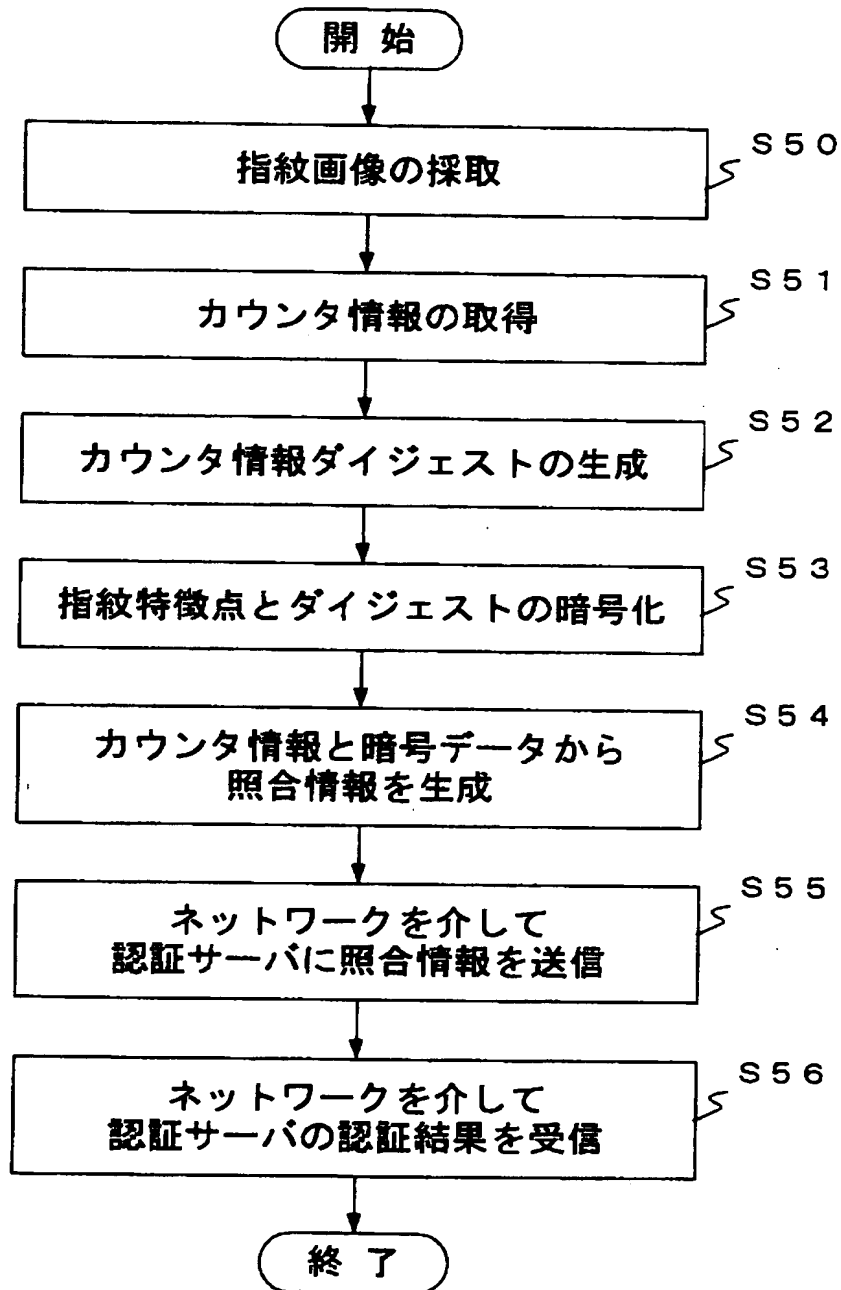 開 始
指紋画像の採取
S50
カウンタ情報の取得
S51
カウンタ情報ダイジェストの生成
S52
指紋特徴点とダイジェストの暗号化
S53
カウンタ情報と暗号データから
照合情報を生成
S54
ネットワークを介して
認証サーバに照合情報を送信
S55
ネットワークを介して
認証サーバの認証結果を受信
S56
終 了